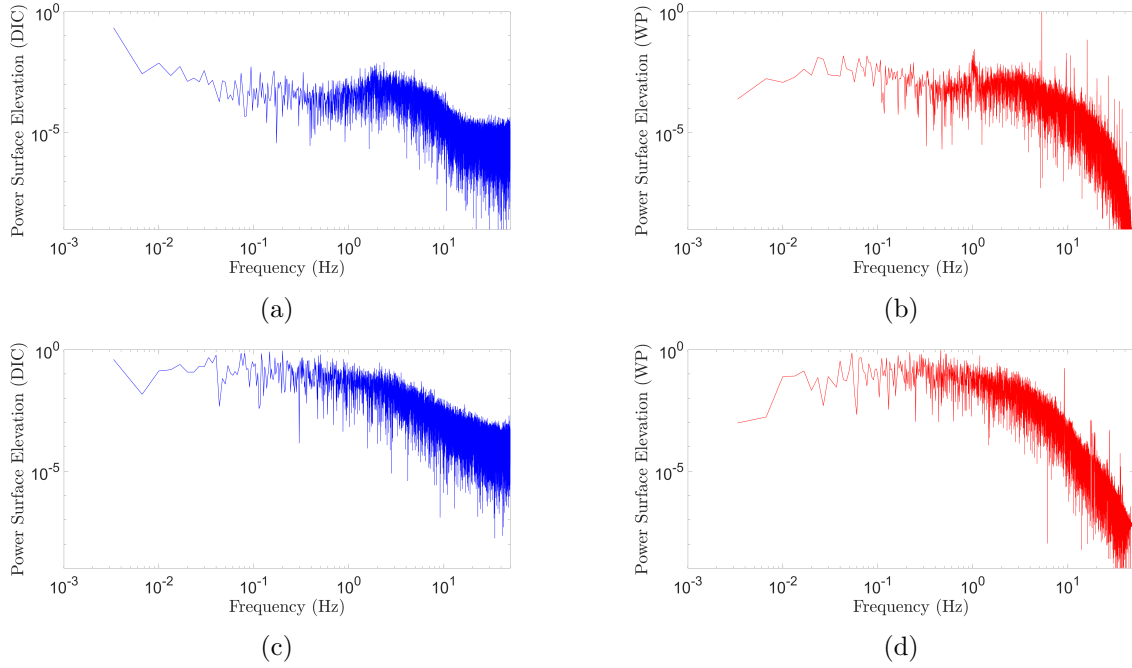 Power Surface Elevation (DIC)
10^0
10^-5
10^-3 10^-2 10^-1 10^0 10^1
Frequency (Hz)
(a)
Power Surface Elevation (WP)
10^0
10^-5
10^-3 10^-2 10^-1 10^0 10^1
Frequency (Hz)
(b)
Power Surface Elevation (DIC)
10^0
10^-5
10^-3 10^-2 10^-1 10^0 10^1
Frequency (Hz)
(c)
Power Surface Elevation (WP)
10^0
10^-5
10^-3 10^-2 10^-1 10^0 10^1
Frequency (Hz)
(d)